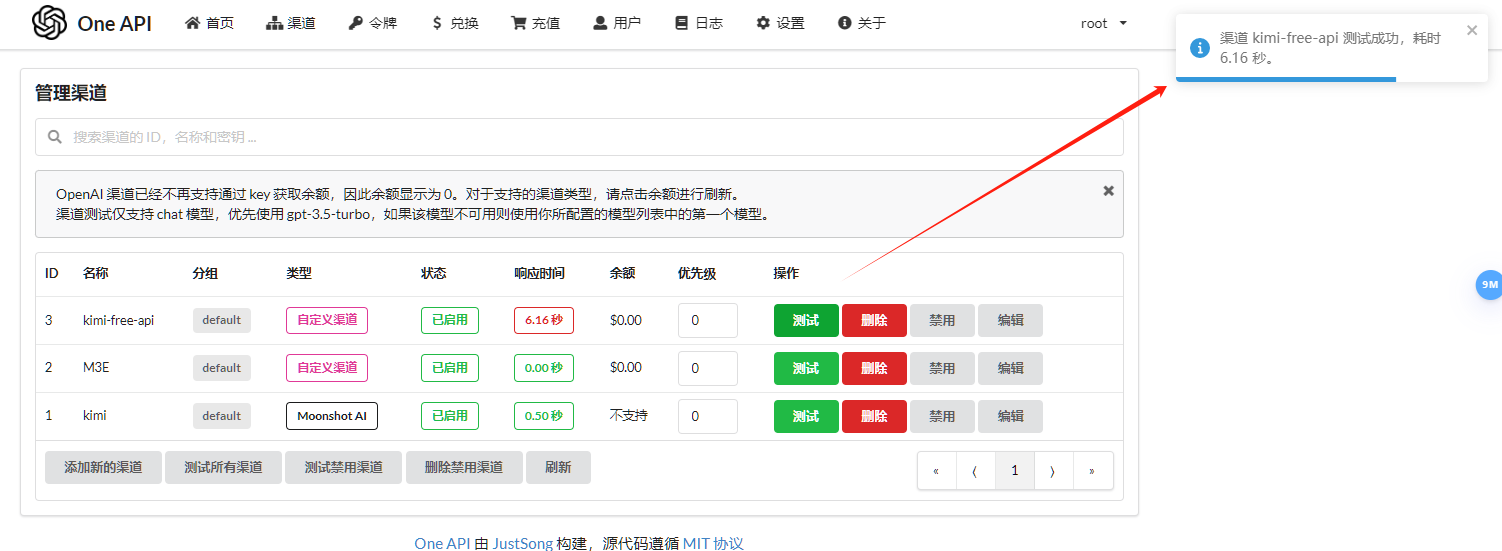 One API 首页 渠道 令牌 兑换 充值 用户 日志 设置 关于 root
渠道 kimi-free-api 测试成功，耗时
6.16 秒。
管理渠道
搜索渠道的 ID，名称和密钥 ...
OpenAI 渠道已经不再支持通过 key 获取余额，因此余额显示为 0。对于支持的渠道类型，请点击余额进行刷新。
渠道测试仅支持 chat 模型，优先使用 gpt-3.5-turbo，如果该模型不可用则使用你所配置的模型列表中的第一个模型。
9M
ID 名称 分组 类型 状态 响应时间 余额 优先级 操作
3 kimi-free-api default 自定义渠道 已启用 6.16 秒 $0.00 0 测试 删除 禁用 编辑
2 M3E default 自定义渠道 已启用 0.00 秒 $0.00 0 测试 删除 禁用 编辑
1 kimi default Moonshot AI 已启用 0.50 秒 不支持 0 测试 删除 禁用 编辑
添加新的渠道 测试所有渠道 测试禁用渠道 删除禁用渠道 刷新 « ⟨ 1 ⟩ »
One API 由 JustSong 构建，源代码遵循 MIT 协议